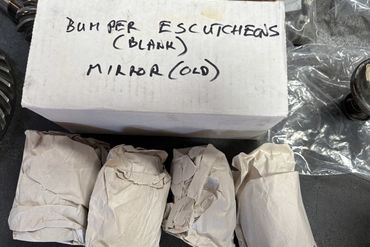 BUMPER ESCUTCHEONS
(BLANK)
MIRROR (OLD)